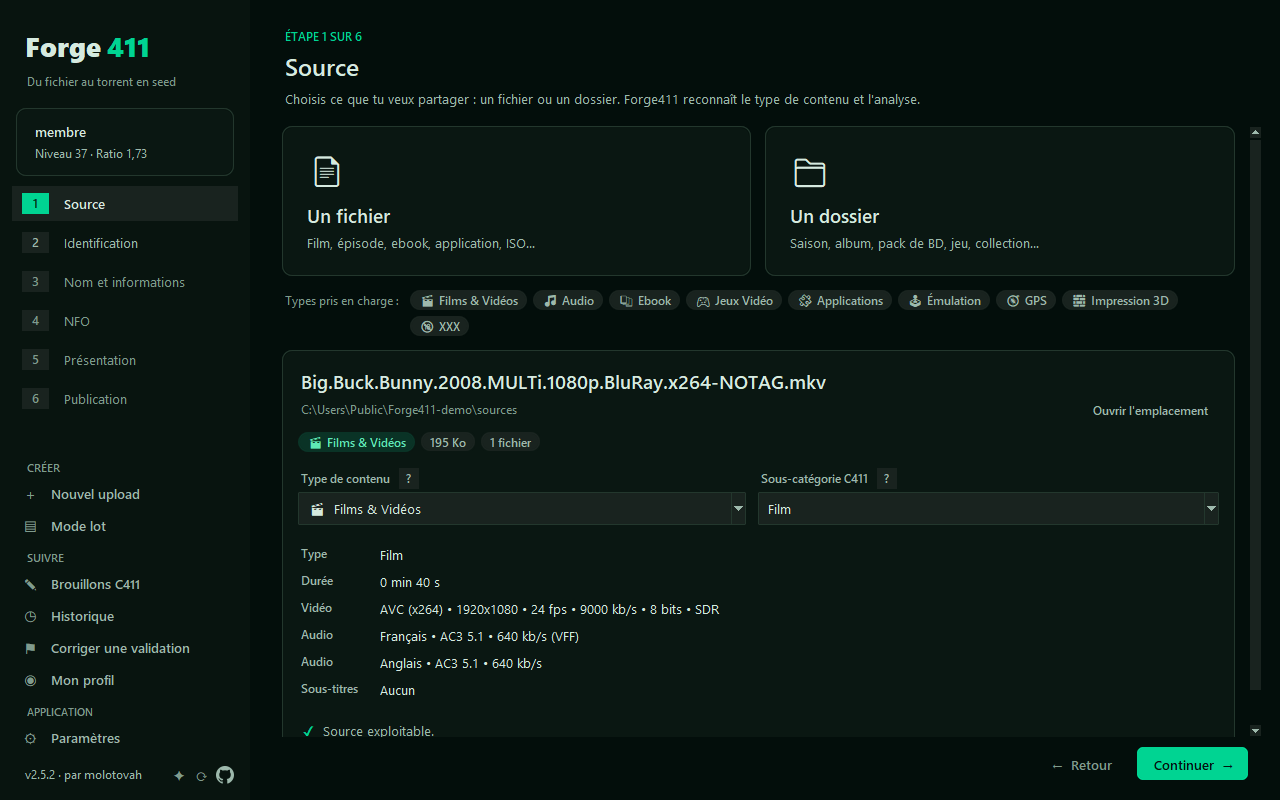 Forge 411
Du fichier au torrent en seed
membre
Niveau 37 · Ratio 1,73
1 Source
2 Identification
3 Nom et informations
4 NFO
5 Présentation
6 Publication
CRÉER
+ Nouvel upload
Mode lot
SUIVRE
Brouillons C411
Historique
Corriger une validation
Mon profil
APPLICATION
Paramètres
v2.5.2 · par molotovah
ÉTAPE 1 SUR 6
Source
Choisis ce que tu veux partager : un fichier ou un dossier. Forge411 reconnaît le type de contenu et l'analyse.
Un fichier
Film, épisode, ebook, application, ISO...
Un dossier
Saison, album, pack de BD, jeu, collection...
Types pris en charge : Films & Vidéos Audio Ebook Jeux Vidéo Applications Émulation GPS Impression 3D
XXX
Big.Buck.Bunny.2008.MULTi.1080p.BluRay.x264-NOTAG.mkv
C:\Users\Public\Forge411-demo\sources
Ouvrir l'emplacement
Films & Vidéos 195 Ko 1 fichier
Type de contenu ? Sous-catégorie C411 ?
Films & Vidéos Film
Type Film
Durée 0 min 40 s
Vidéo AVC (x264) • 1920x1080 • 24 fps • 9000 kb/s • 8 bits • SDR
Audio Français • AC3 5.1 • 640 kb/s (VFF)
Audio Anglais • AC3 5.1 • 640 kb/s
Sous-titres Aucun
✓ Source exploitable.
← Retour Continuer →